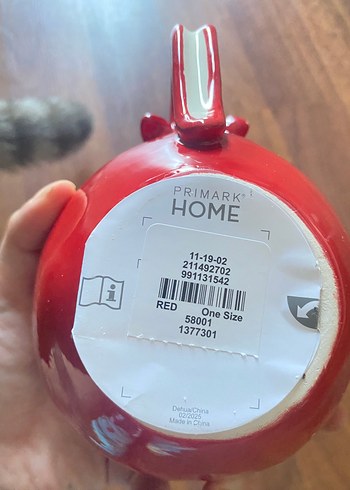 PRIMARK®
HOME
11-19-02
211492702
991131542
RED One Size
58001
1377301
Dehua/China
02/2025
Made In China